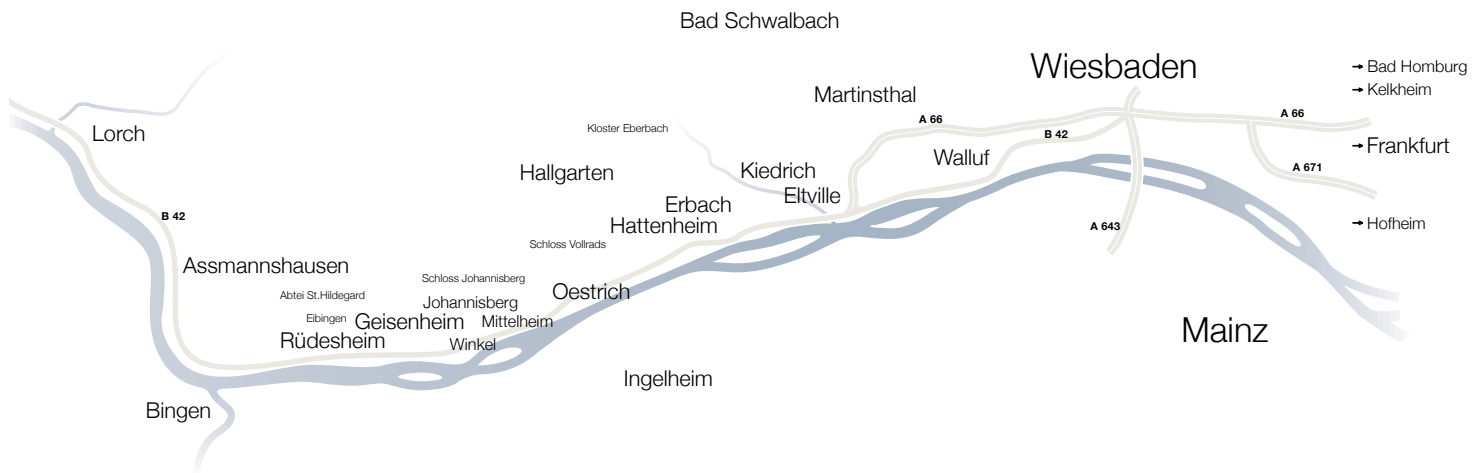 Bad Schwalbach
Wiesbaden
→ Bad Homburg
→ Kelkheim
Martinsthal
A 66
A 66
Lorch
Kloster Eberbach
B 42
→ Frankfurt
Walluf
A 671
Hallgarten
Kiedrich
Eltville
Erbach
B 42
Hattenheim
A 643
→ Hofheim
Schloss Vollrads
Assmannshausen
Schloss Johannisberg
Oestrich
Abtei St.Hildegard
Johannisberg
Eibingen
Geisenheim
Mittelheim
Rüdesheim
Winkel
Mainz
Ingelheim
Bingen